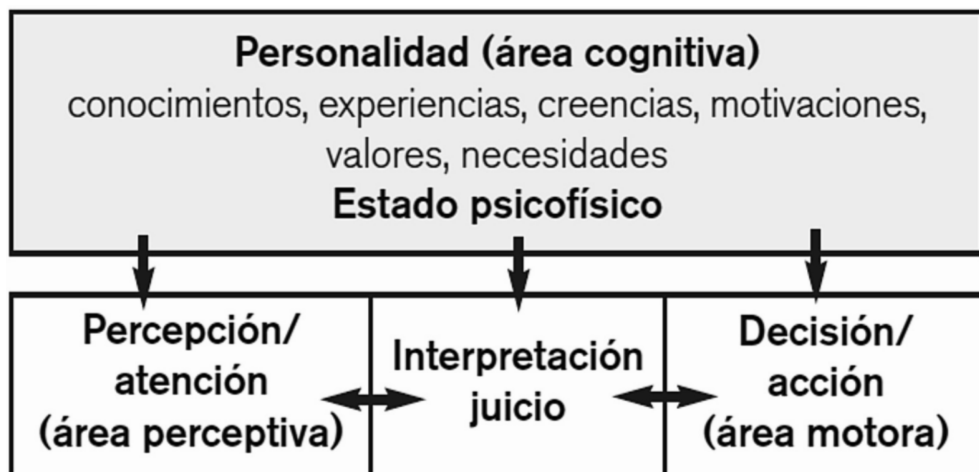 Personalidad (área cognitiva)
conocimientos, experiencias, creencias, motivaciones,
valores, necesidades
Estado psicofísico
Percepción/
atención
(área perceptiva)
Interpretación
juicio
Decisión/
acción
(área motora)